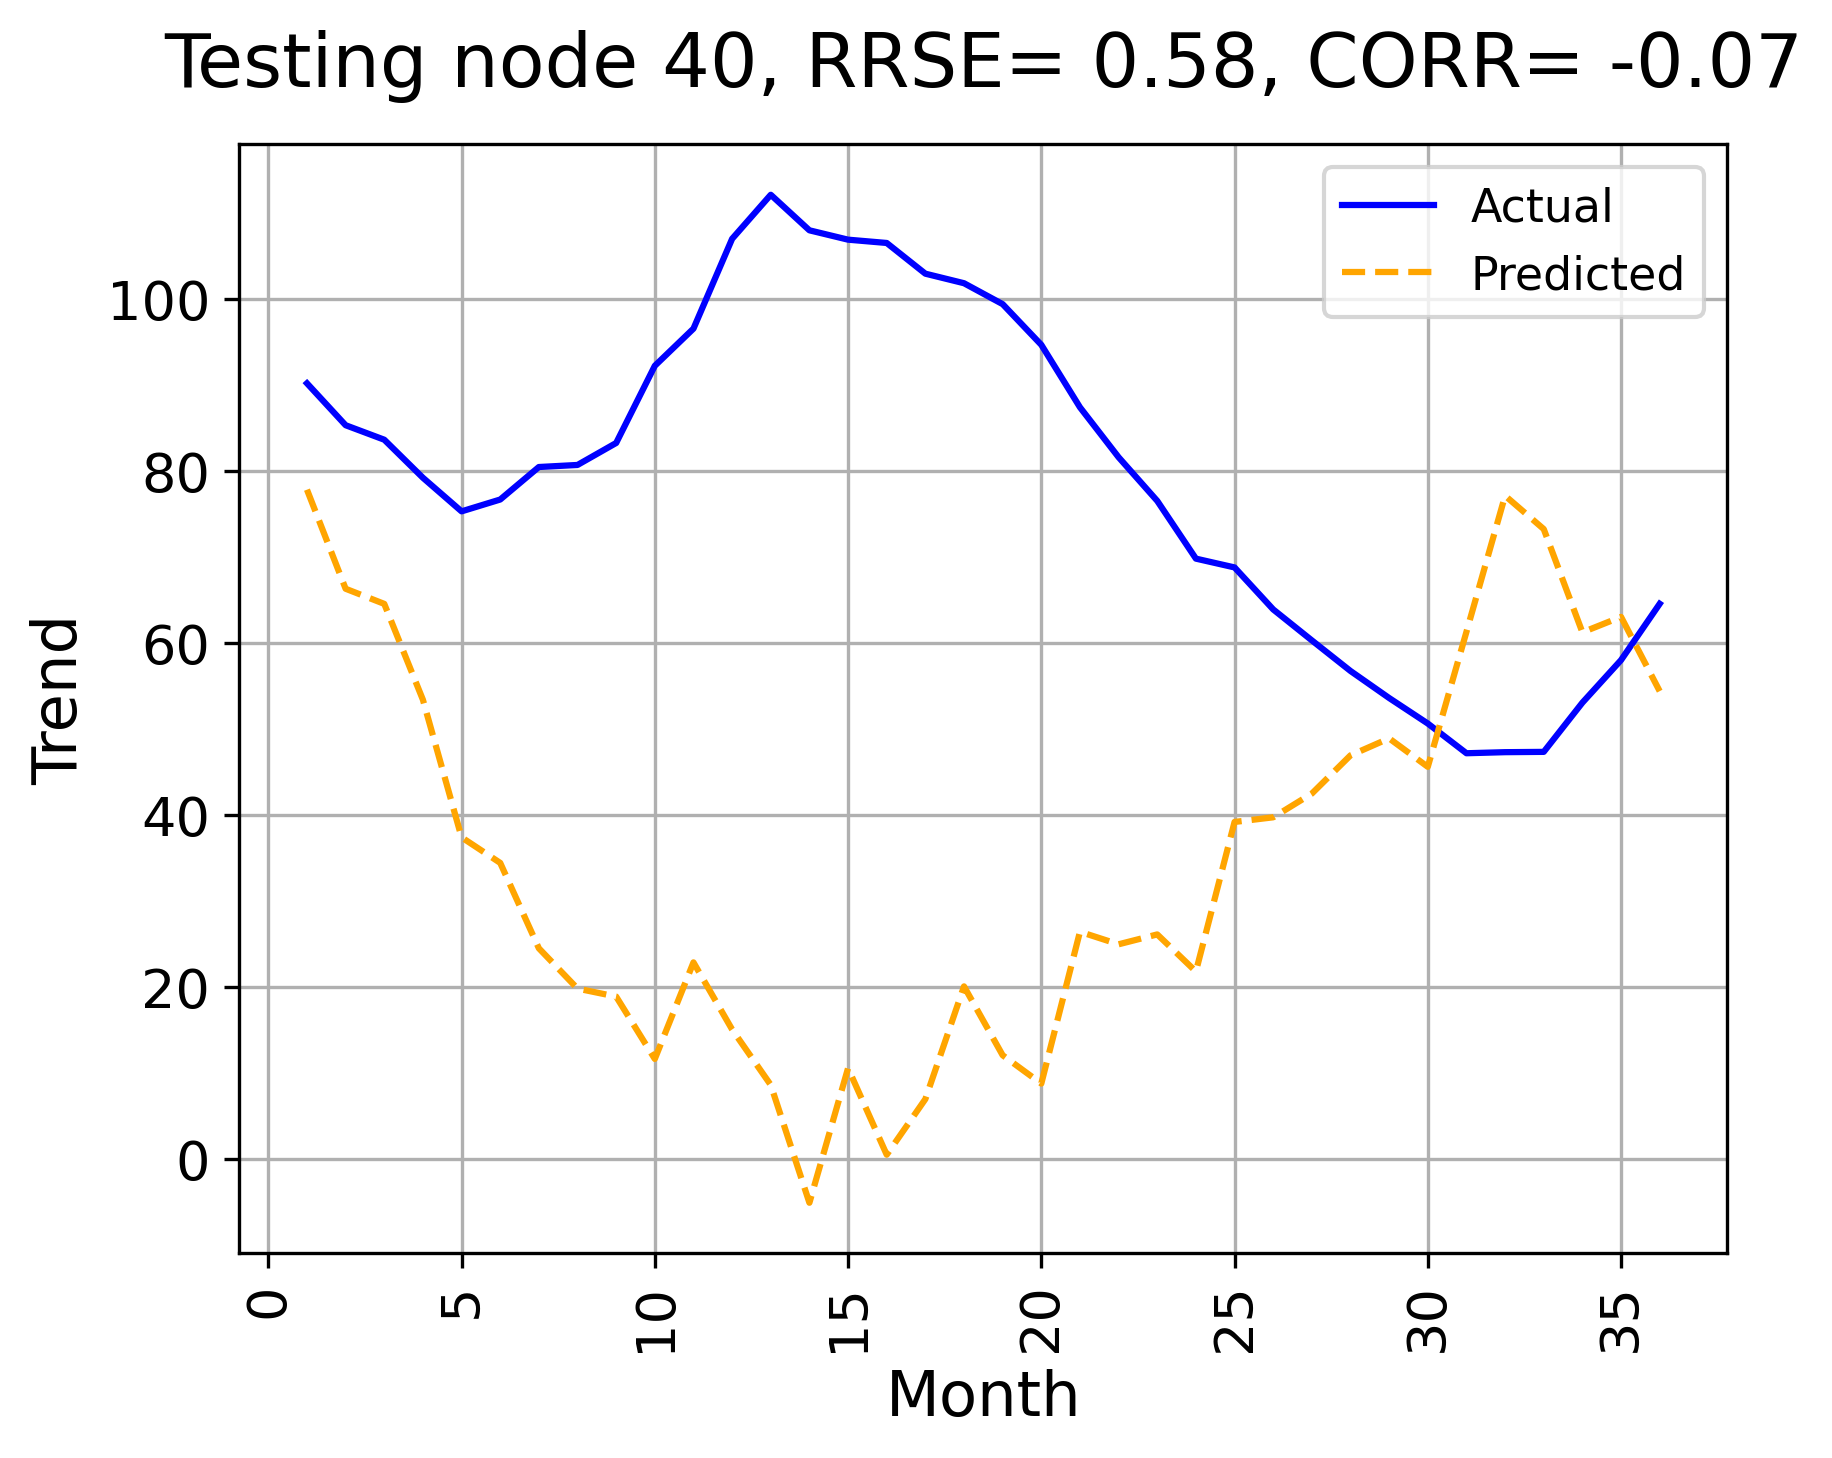 Testing node 40, RRSE= 0.58, CORR= -0.07
Actual
Predicted
Trend
100
80
60
40
20
0
0 5 10 15 20 25 30 35
Month